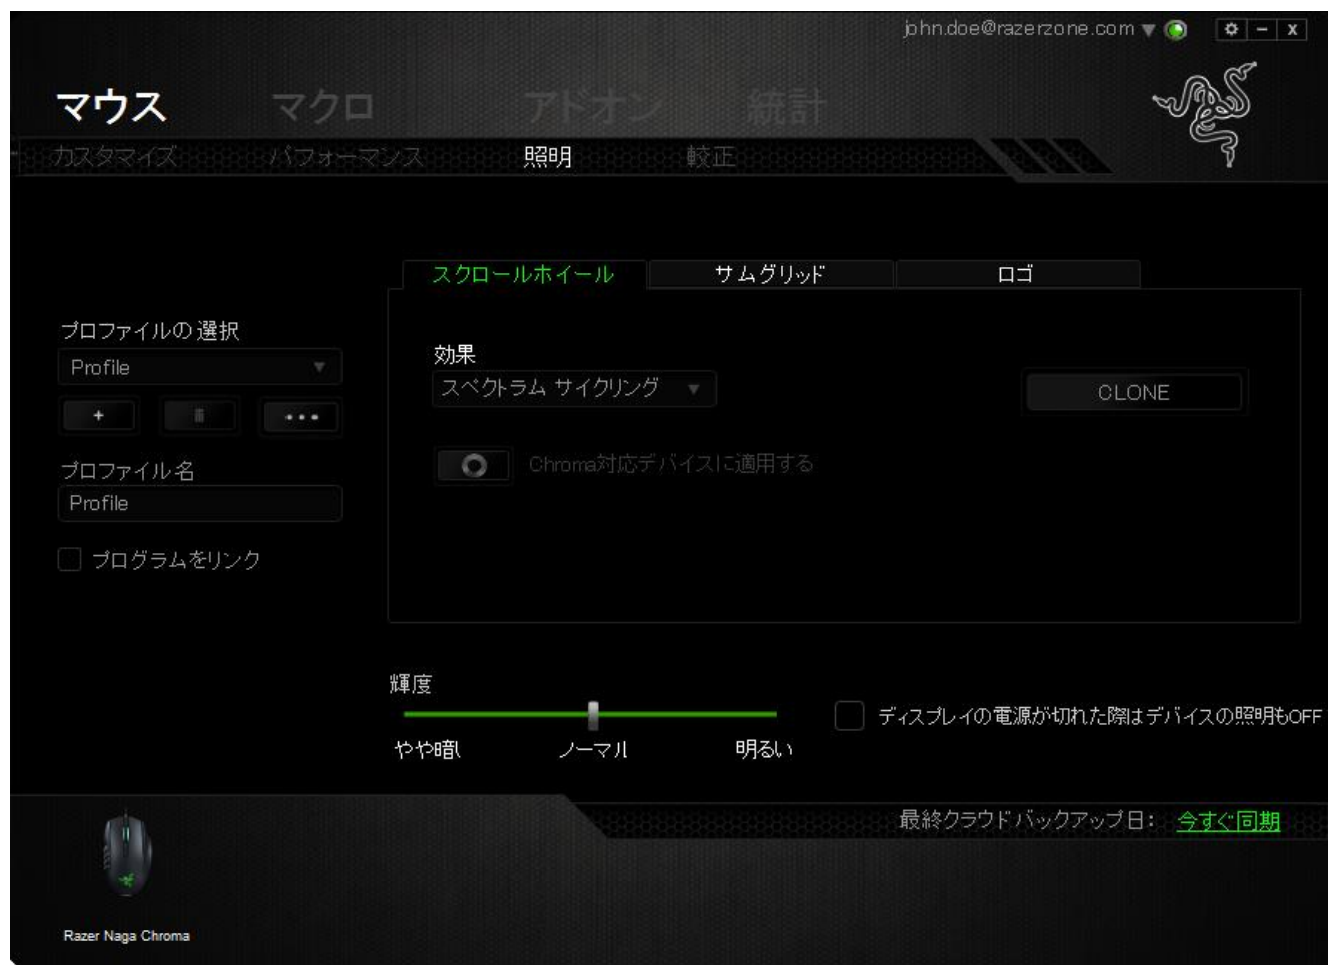 john.doe@razerzone.com
マウス マクロ アドオン 統計
カスタマイズ パフォーマンス 照明 較正
スクロールホイール サムグリッド ロゴ
プロファイルの選択
Profile
効果
スペクトラム サイクリング
CLONE
+ ...
Chroma対応デバイスに適用する
プロファイル名
Profile
プログラムをリンク
輝度
ディスプレイの電源が切れた際はデバイスの照明もOFF
やや暗い ノーマル 明るい
最終クラウドバックアップ日: 今すぐ同期
Razer Naga Chroma